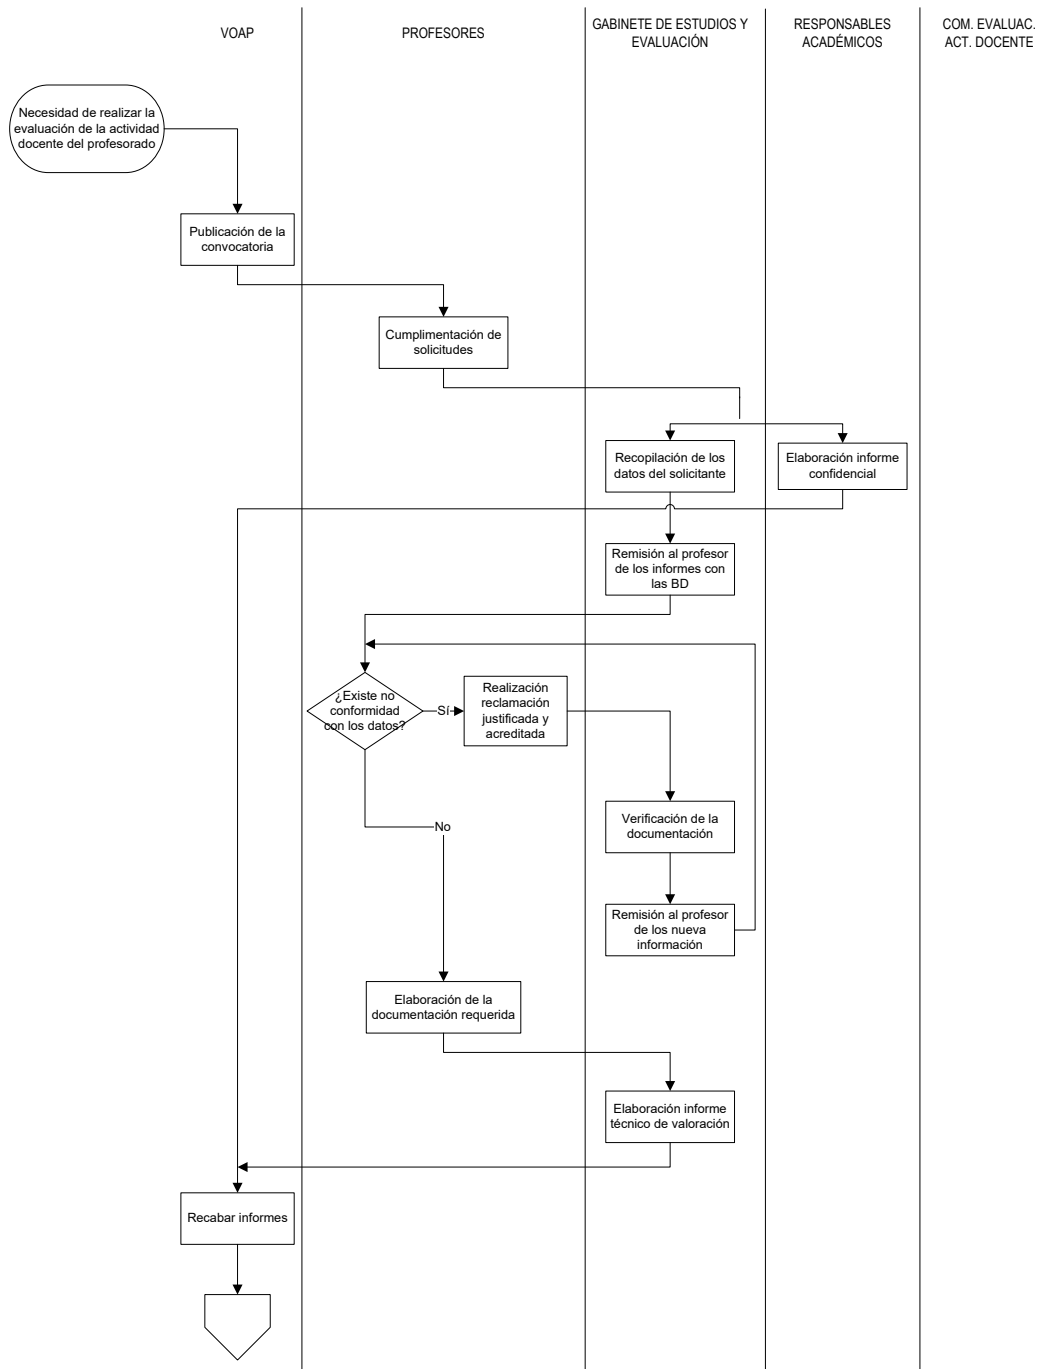 VOAP
PROFESORES
GABINETE DE ESTUDIOS Y
EVALUACIÓN
RESPONSABLES
ACADÉMICOS
COM. EVALUAC.
ACT. DOCENTE
Necesidad de realizar la
evaluación de la actividad
docente del profesorado
Publicación de la
convocatoria
Cumplimentación de
solicitudes
Recopilación de los
datos del solicitante
Elaboración informe
confidencial
Remisión al profesor
de los informes con
las BD
¿Existe no
conformidad
con los datos?
Sí
Realización
reclamación
justificada y
acreditada
No
Verificación de la
documentación
Remisión al profesor
de los nueva
información
Elaboración de la
documentación requerida
Elaboración informe
técnico de valoración
Recabar informes